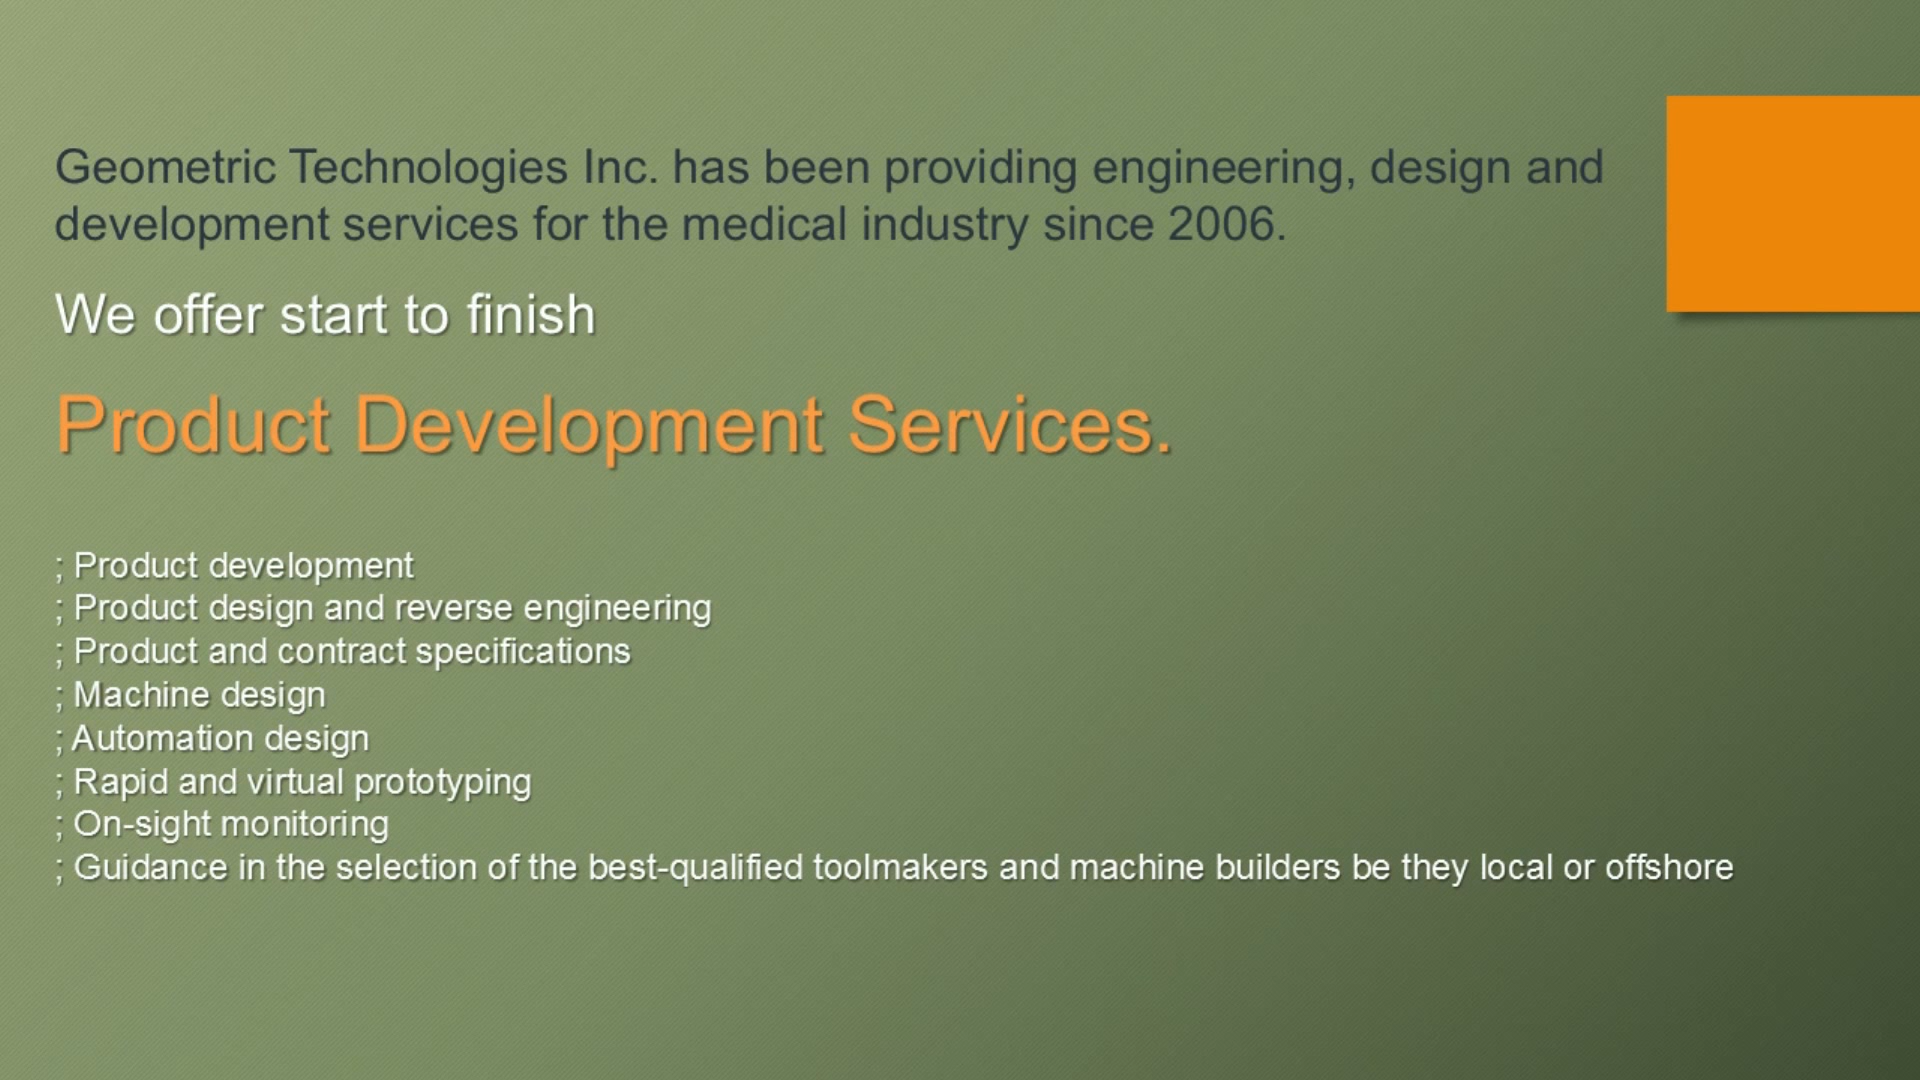 Geometric Technologies Inc. has been providing engineering, design and
development services for the medical industry since 2006.
We offer start to finish
Product Development Services.
; Product development
; Product design and reverse engineering
; Product and contract specifications
; Machine design
; Automation design
; Rapid and virtual prototyping
; On-sight monitoring
; Guidance in the selection of the best-qualified toolmakers and machine builders be they local or offshore